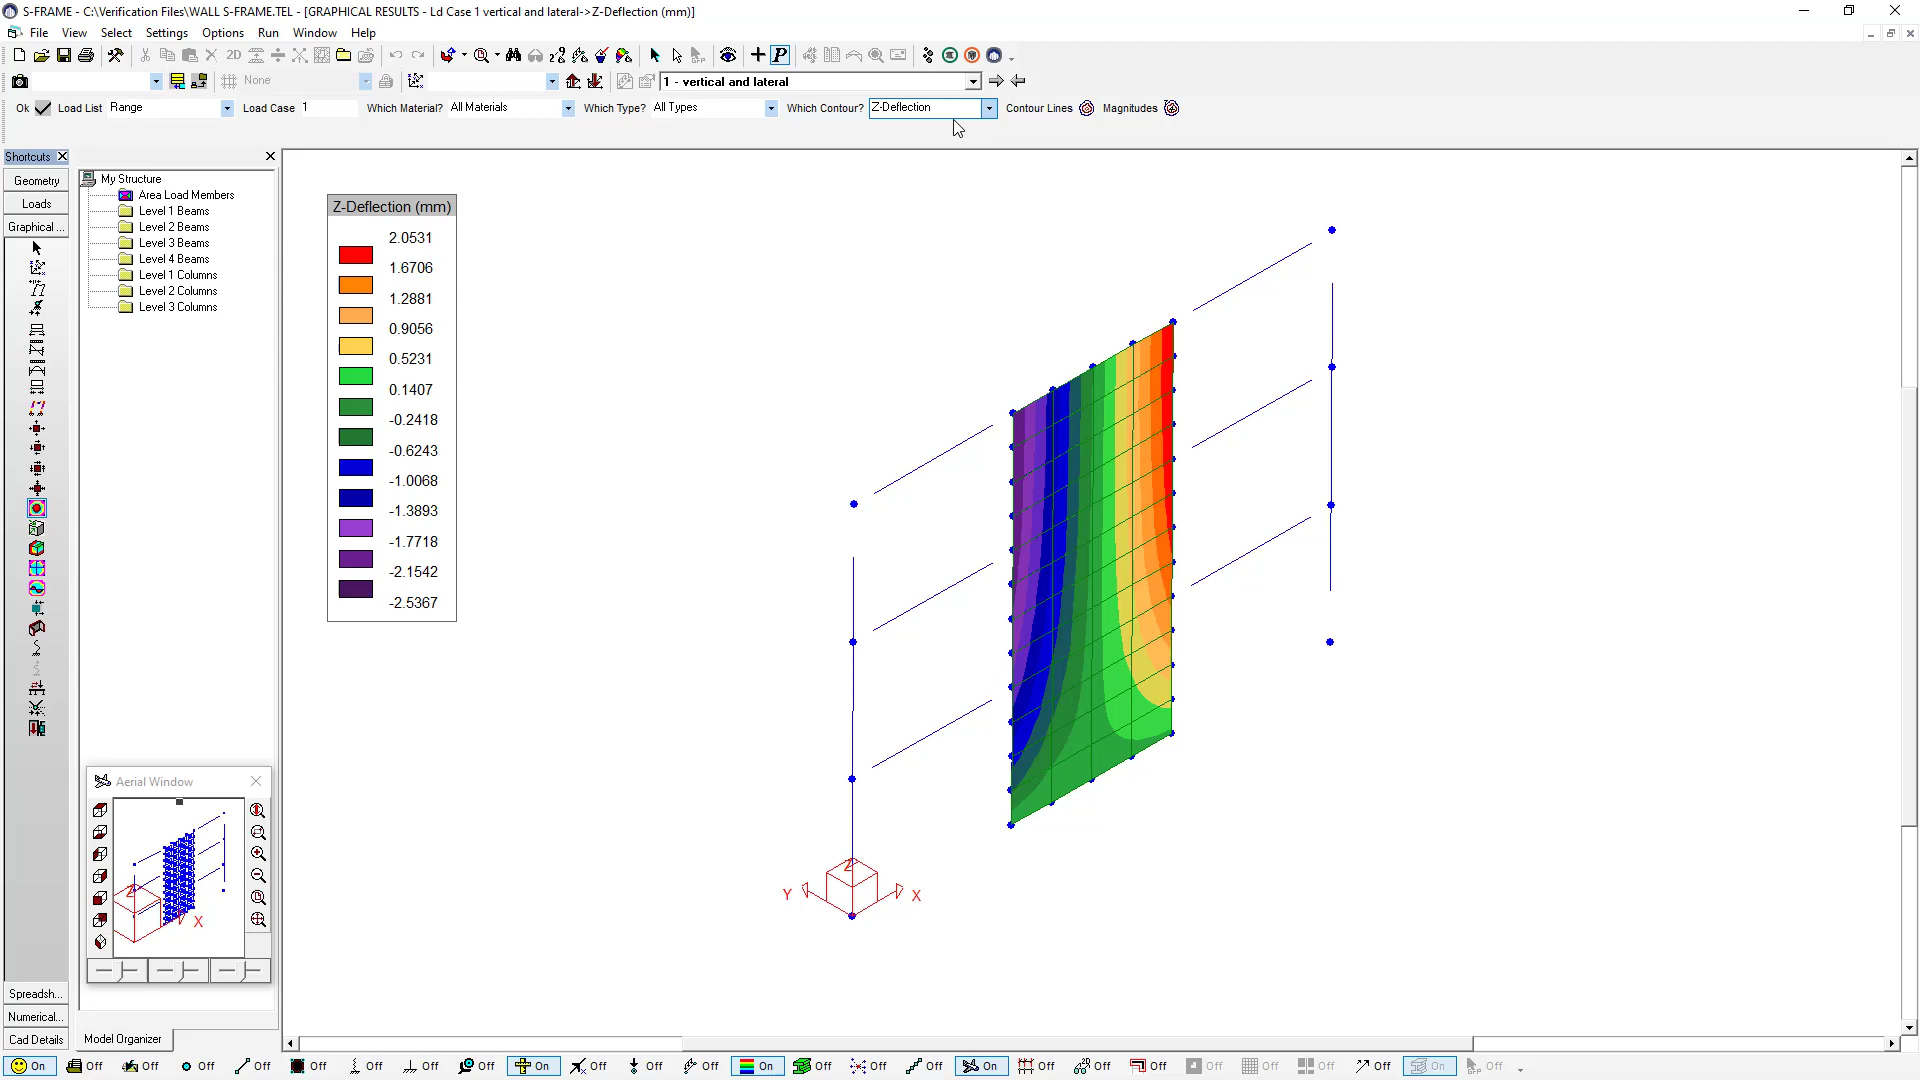 S-FRAME - C:\Verification Files\WALL S-FRAME.TEL - [GRAPHICAL RESULTS - Ld Case 1 vertical and lateral->Z-Deflection (mm)]
File View Select Settings Options Run Window Help
2D P
None 1 - vertical and lateral
Ok Load List Range Load Case 1 Which Material? All Materials Which Type? All Types Which Contour? Z-Deflection Contour Lines Magnitudes
Shortcuts
Geometry
Loads
Graphical ...
My Structure
Area Load Members
Level 1 Beams
Level 2 Beams
Level 3 Beams
Level 4 Beams
Level 1 Columns
Level 2 Columns
Level 3 Columns
Z-Deflection (mm)
2.0531
1.6706
1.2881
0.9056
0.5231
0.1407
-0.2418
-0.6243
-1.0068
-1.3893
-1.7718
-2.1542
-2.5367
Z
Y X
Aerial Window
Z
X
Spreadsh...
Numerical...
Cad Details
Model Organizer
On Off Off Off Off Off Off Off Off On Off Off Off On Off Off Off On Off Off Off Off Off Off Off On Off